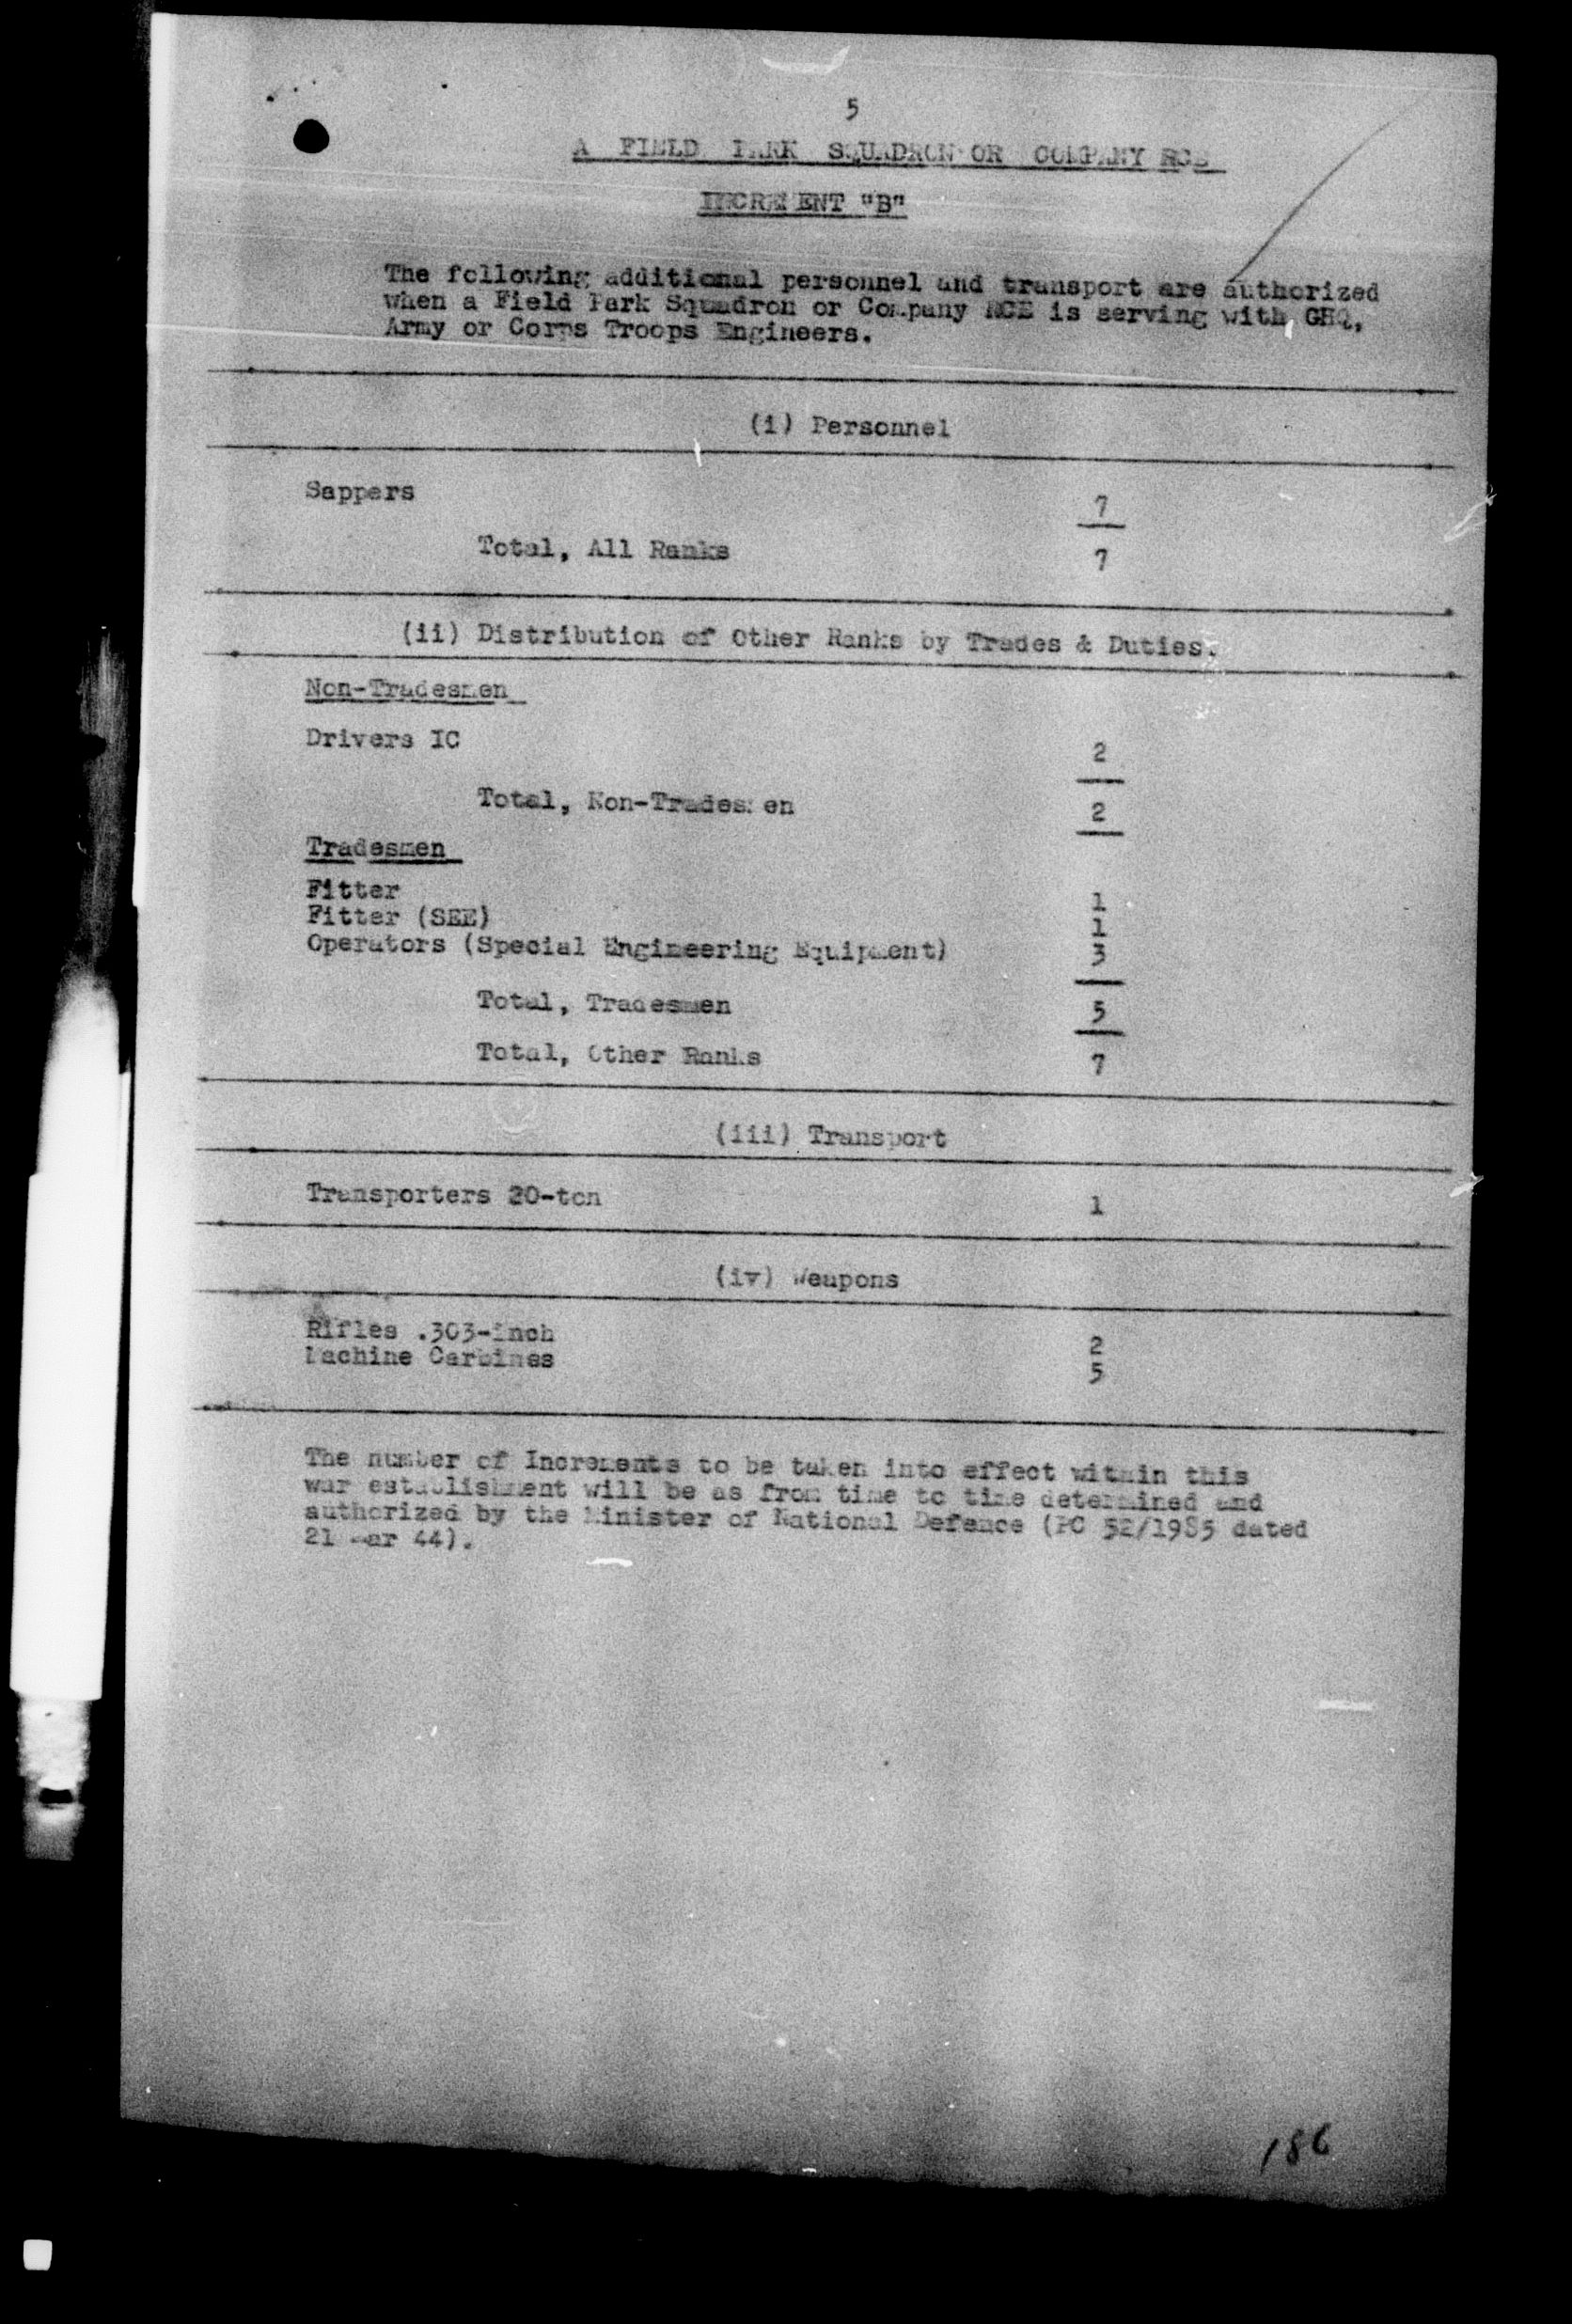 5
A FIELD PARK SQUADRON OR COMPANY RCE
INCREMENT "B"
The following additional personnel and transport are authorized
when a Field Park Squadron or Company RCE is serving with GHQ,
Army or Corps Troops Engineers.
(i) Personnel
Sappers 7
Total, All Ranks 7
(ii) Distribution of Other Ranks by Trades & Duties.
Non-Tradesmen
Drivers IC 2
Total, Non-Tradesmen 2
Tradesmen
Fitter 1
Fitter (SEE) 1
Operators (Special Engineering Equipment) 3
Total, Tradesmen 5
Total, Other Ranks 7
(iii) Transport
Transporters 20-ton 1
(iv) Weapons
Rifles .303-inch 2
Machine Carbines 5
The number of Increments to be taken into effect within this
war establishment will be as from time to time determined and
authorized by the Minister of National Defence (PC 52/1985 dated
21 Mar 44).
186